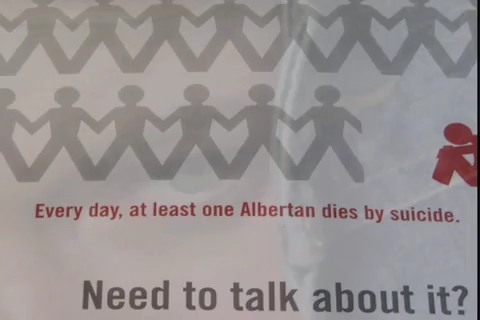 Every day, at least one Albertan dies by suicide.
Need to talk about it?